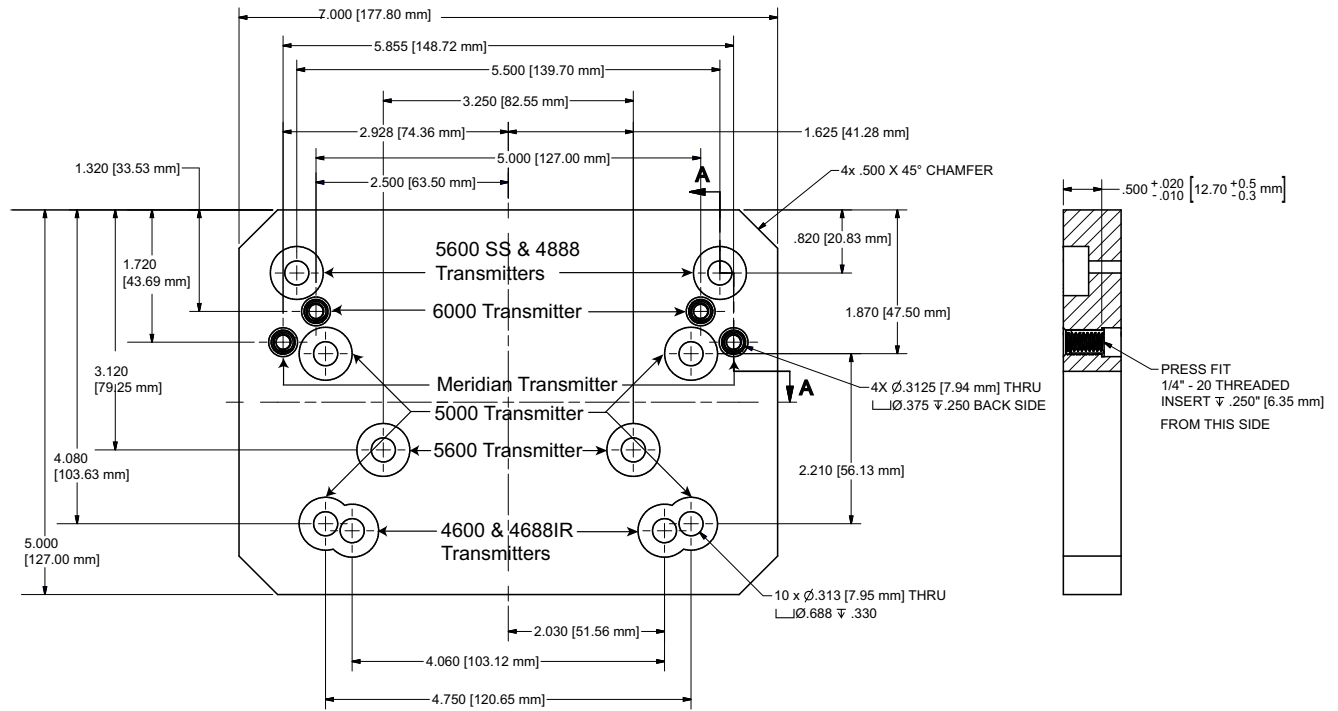 7.000 [177.80 mm]
5.855 [148.72 mm]
5.500 [139.70 mm]
3.250 [82.55 mm]
2.928 [74.36 mm]
1.625 [41.28 mm]
1.320 [33.53 mm]
5.000 [127.00 mm]
2.500 [63.50 mm]
A
4x .500 X 45° CHAMFER
.500 +.020 -.010 [12.70 +0.5 -0.3 mm]
.820 [20.83 mm]
5600 SS & 4888
Transmitters
1.720
[43.69 mm]
6000 Transmitter
1.870 [47.50 mm]
3.120
[79.25 mm]
Meridian Transmitter
A
4X Ø.3125 [7.94 mm] THRU
⌴Ø.375 ↧.250 BACK SIDE
PRESS FIT
1/4" - 20 THREADED
INSERT ↧ .250" [6.35 mm]
FROM THIS SIDE
5000 Transmitter
5600 Transmitter
4.080
[103.63 mm]
2.210 [56.13 mm]
4600 & 4688IR
Transmitters
5.000
[127.00 mm]
10 x Ø.313 [7.95 mm] THRU
⌴Ø.688 ↧ .330
2.030 [51.56 mm]
4.060 [103.12 mm]
4.750 [120.65 mm]